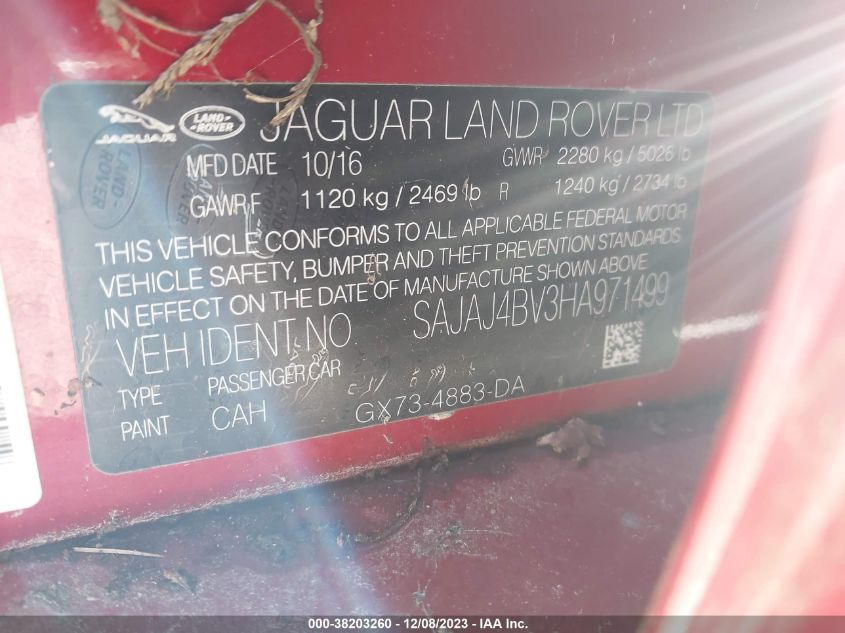 JAGUAR LAND ROVER JAGUAR LAND ROVER LTD
MFD DATE 10/16 GVWR 2280 kg / 5026 lb
GAWR F 1120 kg / 2469 lb R 1240 kg / 2734 lb
THIS VEHICLE CONFORMS TO ALL APPLICABLE FEDERAL MOTOR
VEHICLE SAFETY, BUMPER AND THEFT PREVENTION STANDARDS
IN EFFECT ON THE DATE OF MANUFACTURE SHOWN ABOVE
VEH IDENT NO SAJAJ4BV3HA971499
TYPE PASSENGER CAR
PAINT CAH GX73-4883-DA
000-38203260 - 12/08/2023 - IAA Inc.